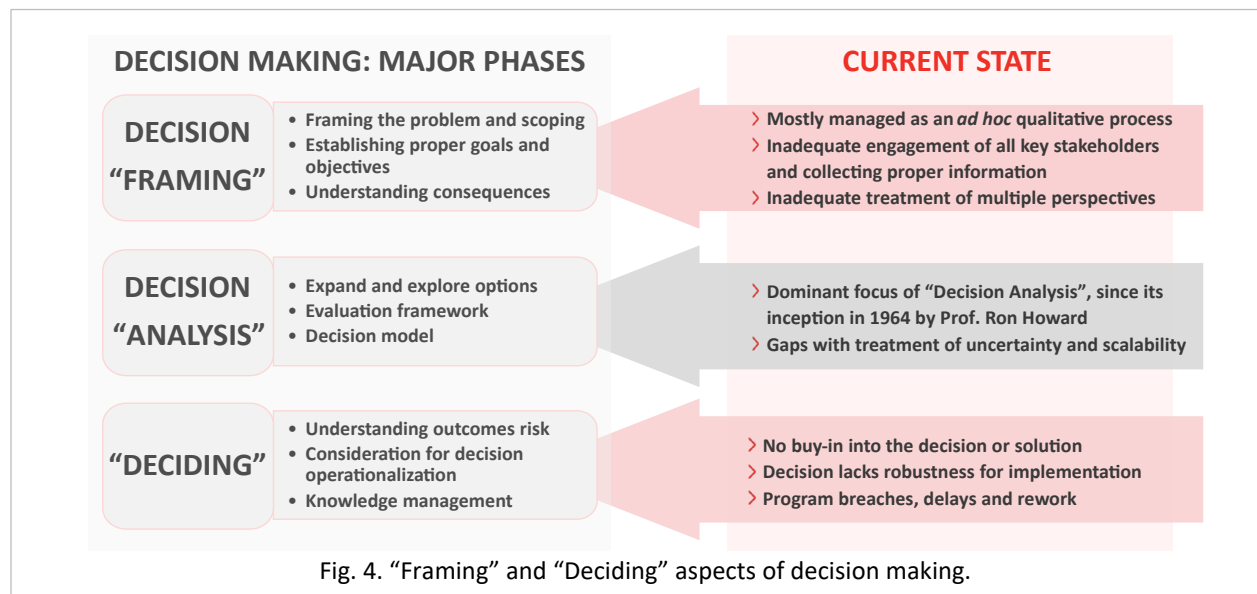 DECISION MAKING: MAJOR PHASES
CURRENT STATE
DECISION
“FRAMING”
• Framing the problem and scoping
• Establishing proper goals and
objectives
• Understanding consequences
> Mostly managed as an ad hoc qualitative process
> Inadequate engagement of all key stakeholders
and collecting proper information
> Inadequate treatment of multiple perspectives
DECISION
“ANALYSIS”
• Expand and explore options
• Evaluation framework
• Decision model
> Dominant focus of “Decision Analysis”, since its
inception in 1964 by Prof. Ron Howard
> Gaps with treatment of uncertainty and scalability
“DECIDING”
• Understanding outcomes risk
• Consideration for decision
operationalization
• Knowledge management
> No buy-in into the decision or solution
> Decision lacks robustness for implementation
> Program breaches, delays and rework
Fig. 4. “Framing” and “Deciding” aspects of decision making.